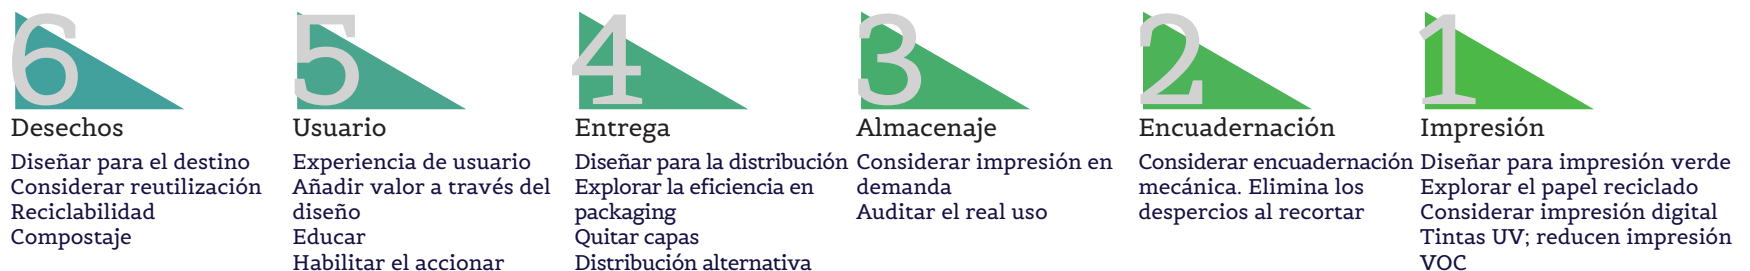 6
Desechos
Diseñar para el destino
Considerar reutilización
Reciclabilidad
Compostaje
5
Usuario
Experiencia de usuario
Añadir valor a través del
diseño
Educar
Habilitar el accionar
4
Entrega
Diseñar para la distribución
Explorar la eficiencia en
packaging
Quitar capas
Distribución alternativa
3
Almacenaje
Considerar impresión en
demanda
Auditar el real uso
2
Encuadernación
Considerar encuadernación
mecánica. Elimina los
despercios al recortar
1
Impresión
Diseñar para impresión verde
Explorar el papel reciclado
Considerar impresión digital
Tintas UV; reducen impresión
VOC